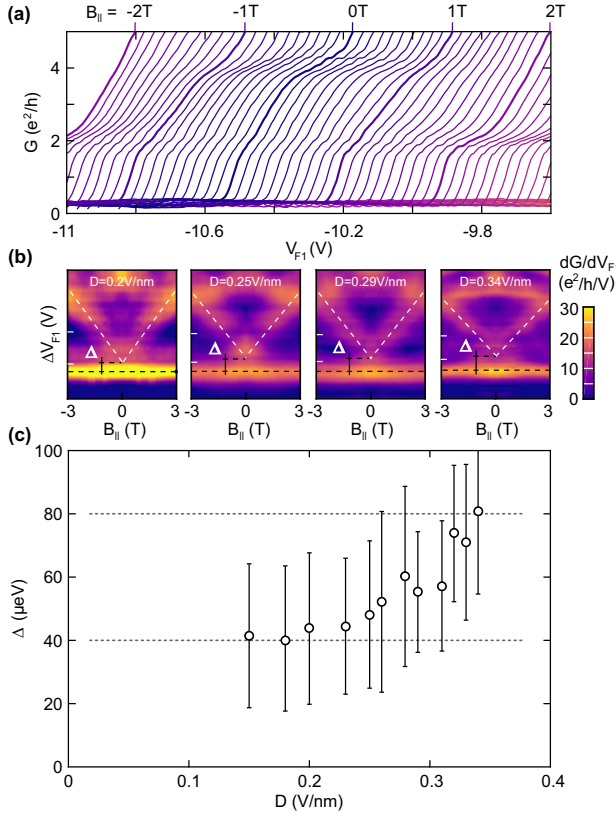 (a)
B|| = -2T -1T 0T 1T 2T
G (e²/h)
4
2
0
-11 -10.6 -10.2 -9.8
V_F1 (V)
(b)
D=0.2V/nm D=0.25V/nm D=0.29V/nm D=0.34V/nm
dG/dV_F
(e²/h/V)
ΔV_F1 (V)
Δ Δ Δ Δ
30
20
10
0
-3 0 3 -3 0 3 -3 0 3 -3 0 3
B|| (T) B|| (T) B|| (T) B|| (T)
(c)
Δ (µeV)
100
80
60
40
20
0
0 0.1 0.2 0.3 0.4
D (V/nm)